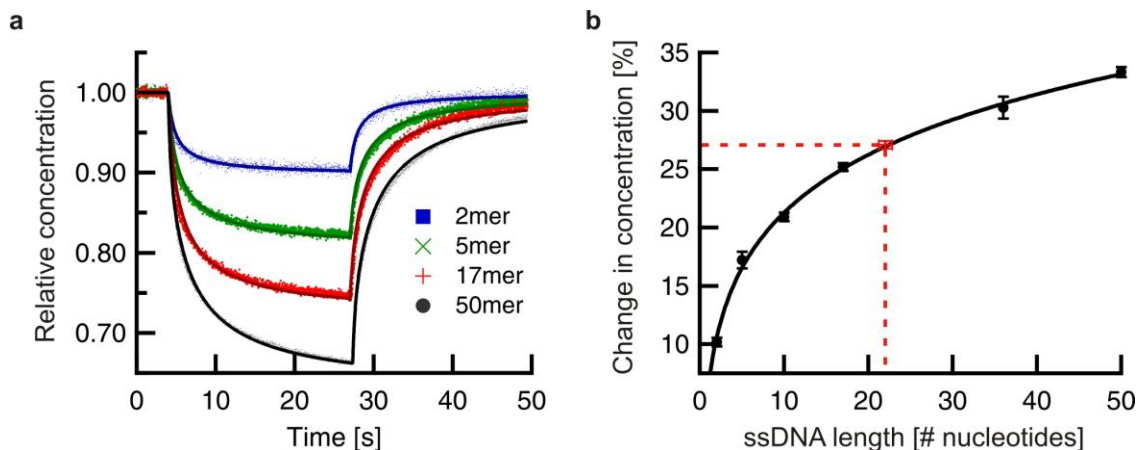 a
Relative concentration
1.00
0.90
0.80
0.70
2mer
5mer
17mer
50mer
0 10 20 30 40 50
Time [s]
b
Change in concentration [%]
35
30
25
20
15
10
0 10 20 30 40 50
ssDNA length [# nucleotides]